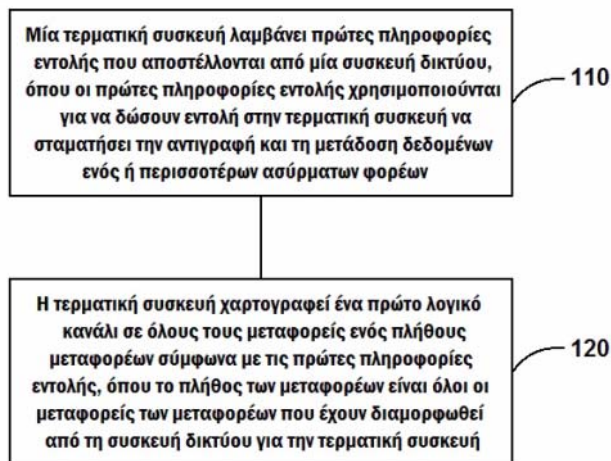 Μία τερματική συσκευή λαμβάνει πρώτες πληροφορίες
εντολής που αποστέλλονται από μία συσκευή δικτύου,
όπου οι πρώτες πληροφορίες εντολής χρησιμοποιούνται
για να δώσουν εντολή στην τερματική συσκευή να
σταματήσει την αντιγραφή και τη μετάδοση δεδομένων
ενός ή περισσοτέρων ασύρματων φορέων
110
Η τερματική συσκευή χαρτογραφεί ένα πρώτο λογικό
κανάλι σε όλους τους μεταφορείς ενός πλήθους
μεταφορέων σύμφωνα με τις πρώτες πληροφορίες
εντολής, όπου το πλήθος των μεταφορέων είναι όλοι οι
μεταφορείς των μεταφορέων που έχουν διαμορφωθεί
από τη συσκευή δικτύου για την τερματική συσκευή
120